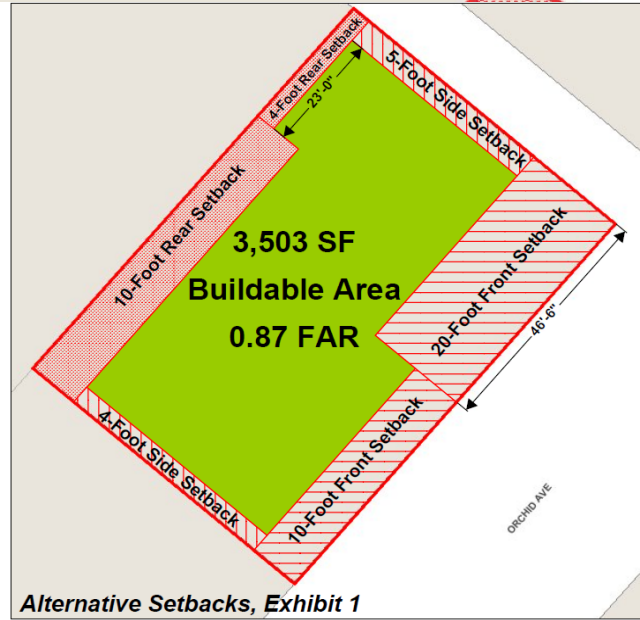 4-Foot Rear Setback
5-Foot Side Setback
23'-0"
10-Foot Rear Setback
3,503 SF
Buildable Area
0.87 FAR
20-Foot Front Setback
46'-6"
4-Foot Side Setback
10-Foot Front Setback
ORCHID AVE
Alternative Setbacks, Exhibit 1